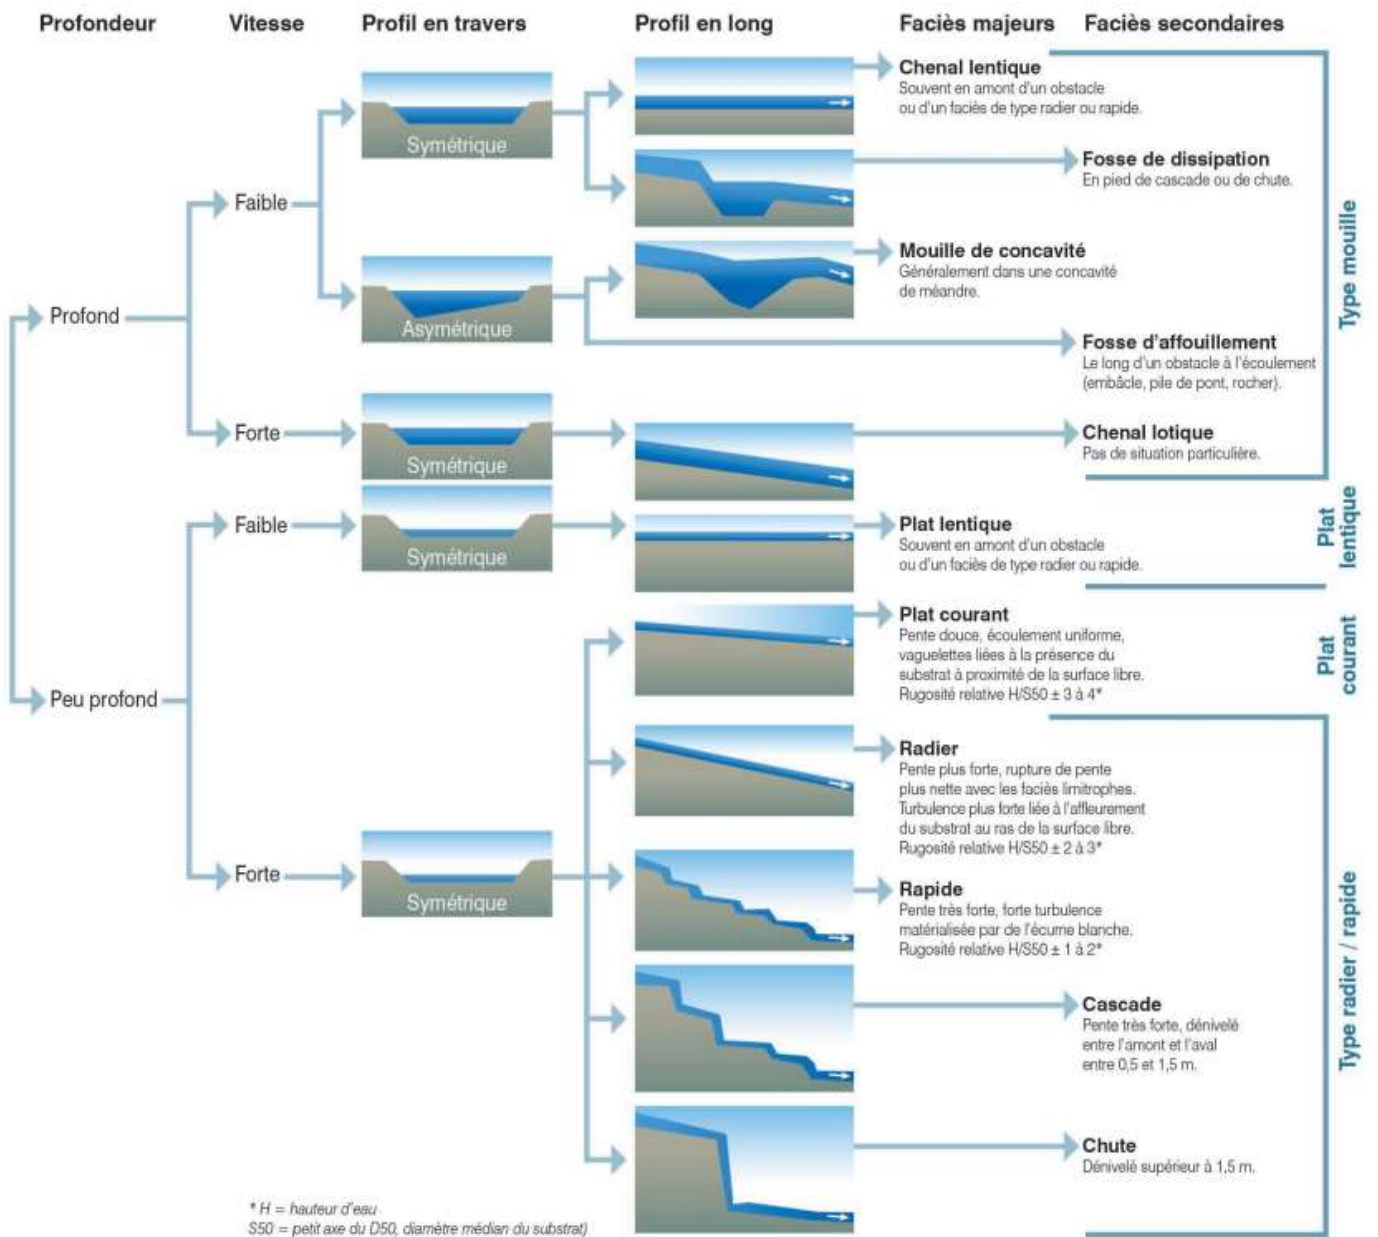 Profondeur Vitesse Profil en travers Profil en long Faciès majeurs Faciès secondaires
Chenal lentique
Souvent en amont d'un obstacle
ou d'un faciès de type radier ou rapide.
Symétrique
Fosse de dissipation
En pied de cascade ou de chute.
Faible
Mouille de concavité
Généralement dans une concavité
de méandre.
Type mouille
Profond
Asymétrique
Fosse d'affouillement
Le long d'un obstacle à l'écoulement
(embâcle, pile de pont, rocher).
Forte
Symétrique
Chenal lotique
Pas de situation particulière.
Faible
Symétrique
Plat lentique
Souvent en amont d'un obstacle
ou d'un faciès de type radier ou rapide.
Plat
lentique
Plat courant
Pente douce, écoulement uniforme,
vaguelettes liées à la présence du
substrat à proximité de la surface libre.
Rugosité relative H/S50 ± 3 à 4*
Plat
courant
Peu profond
Radier
Pente plus forte, rupture de pente
plus nette avec les faciès limitrophes.
Turbulence plus forte liée à l'affleurement
du substrat au ras de la surface libre.
Rugosité relative H/S50 ± 2 à 3*
Forte
Symétrique
Rapide
Pente très forte, forte turbulence
matérialisée par de l'écume blanche.
Rugosité relative H/S50 ± 1 à 2*
Type radier / rapide
Cascade
Pente très forte, dénivelé
entre l'amont et l'aval
entre 0,5 et 1,5 m.
Chute
Dénivelé supérieur à 1,5 m.
* H = hauteur d'eau
S50 = petit axe du D50, diamètre médian du substrat)